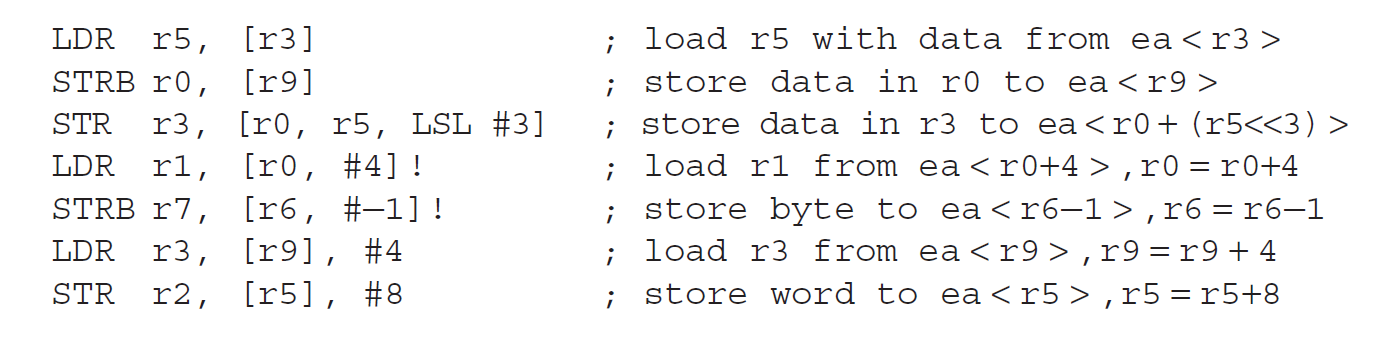 LDR r5, [r3] ; load r5 with data from ea<r3>
STRB r0, [r9] ; store data in r0 to ea<r9>
STR r3, [r0, r5, LSL #3] ; store data in r3 to ea<r0+(r5<<3)>
LDR r1, [r0, #4]! ; load r1 from ea<r0+4>,r0=r0+4
STRB r7, [r6, #–1]! ; store byte to ea<r6–1>,r6=r6–1
LDR r3, [r9], #4 ; load r3 from ea<r9>,r9=r9+4
STR r2, [r5], #8 ; store word to ea<r5>,r5=r5+8